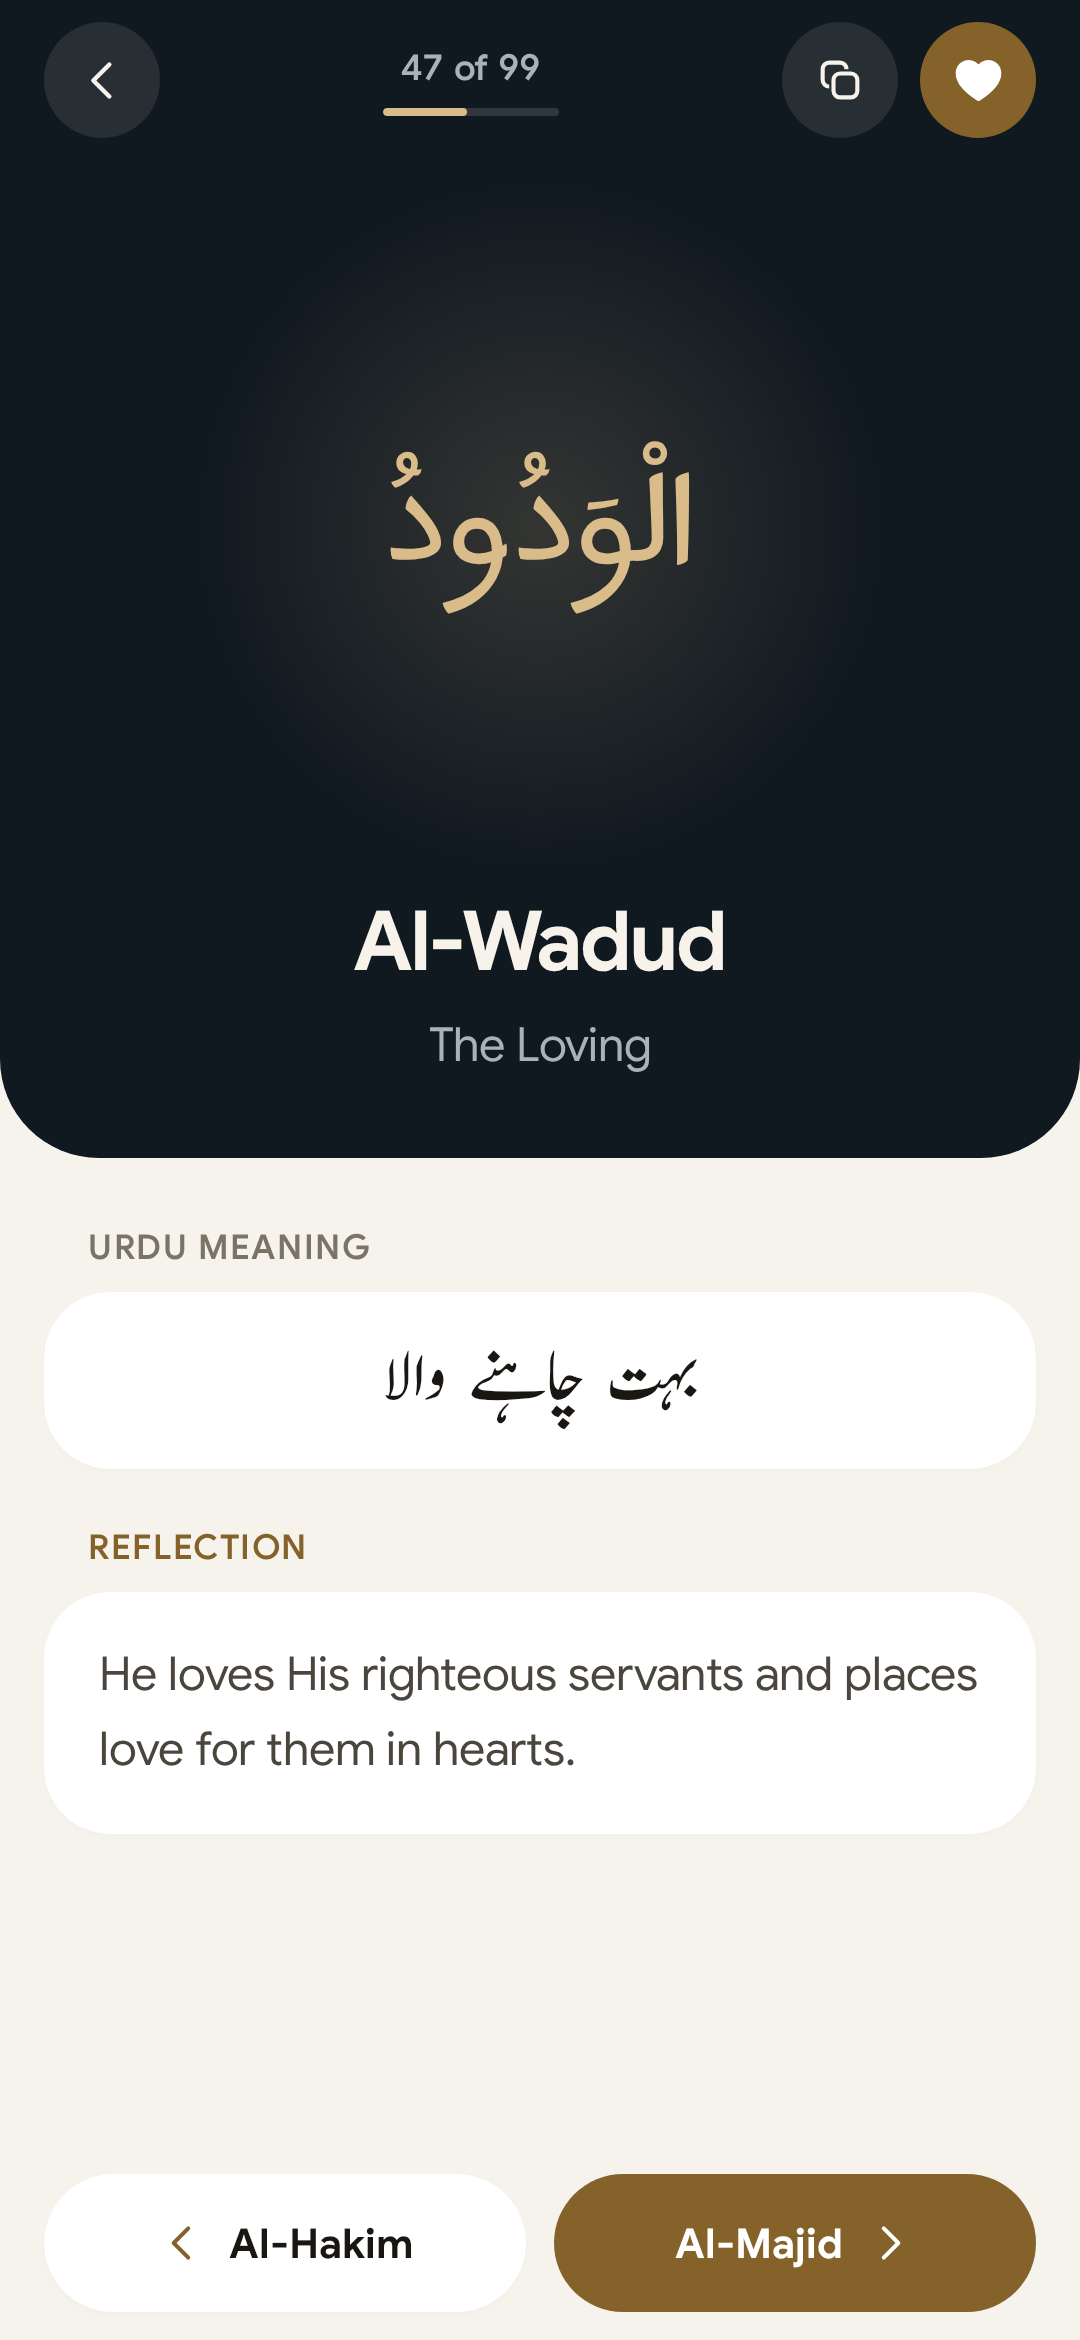 47 of 99
الْوَدُودُ
Al-Wadud
The Loving
URDU MEANING
بہت چاہنے والا
REFLECTION
He loves His righteous servants and places
love for them in hearts.
Al-Hakim
Al-Majid